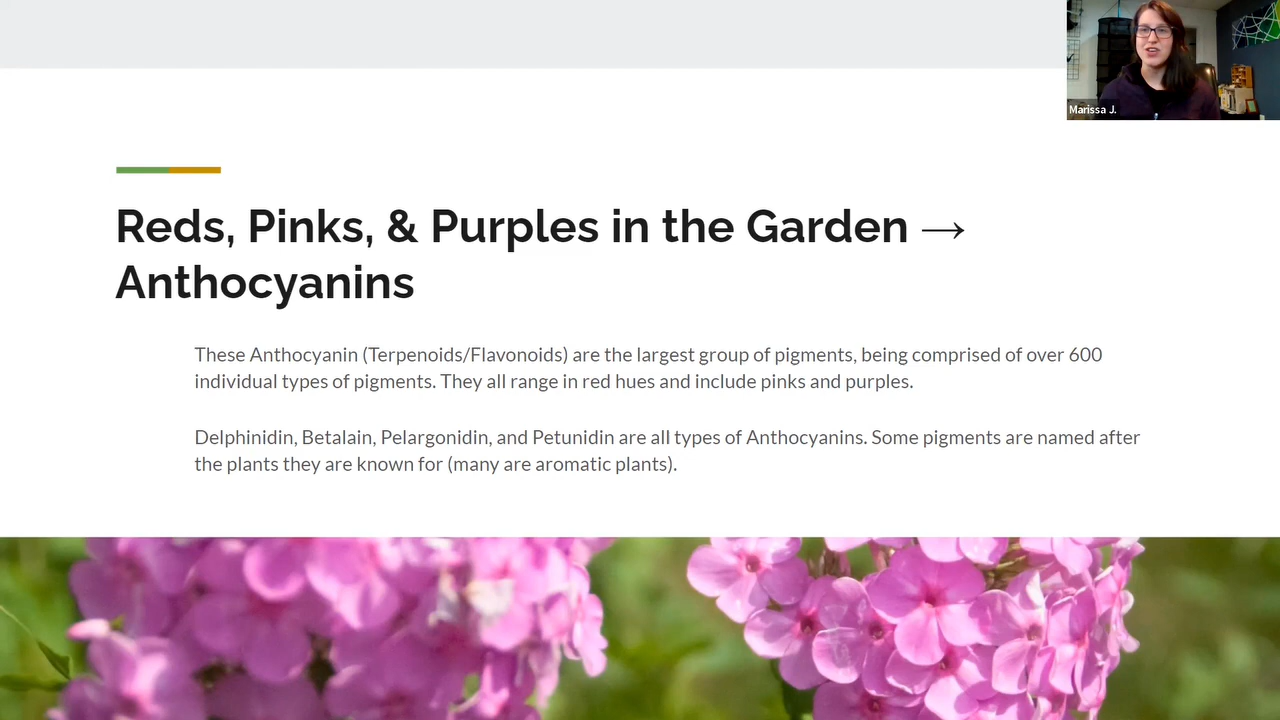 Marissa J.
Reds, Pinks, & Purples in the Garden →
Anthocyanins
These Anthocyanin (Terpenoids/Flavonoids) are the largest group of pigments, being comprised of over 600
individual types of pigments. They all range in red hues and include pinks and purples.
Delphinidin, Betalain, Pelargonidin, and Petunidin are all types of Anthocyanins. Some pigments are named after
the plants they are known for (many are aromatic plants).